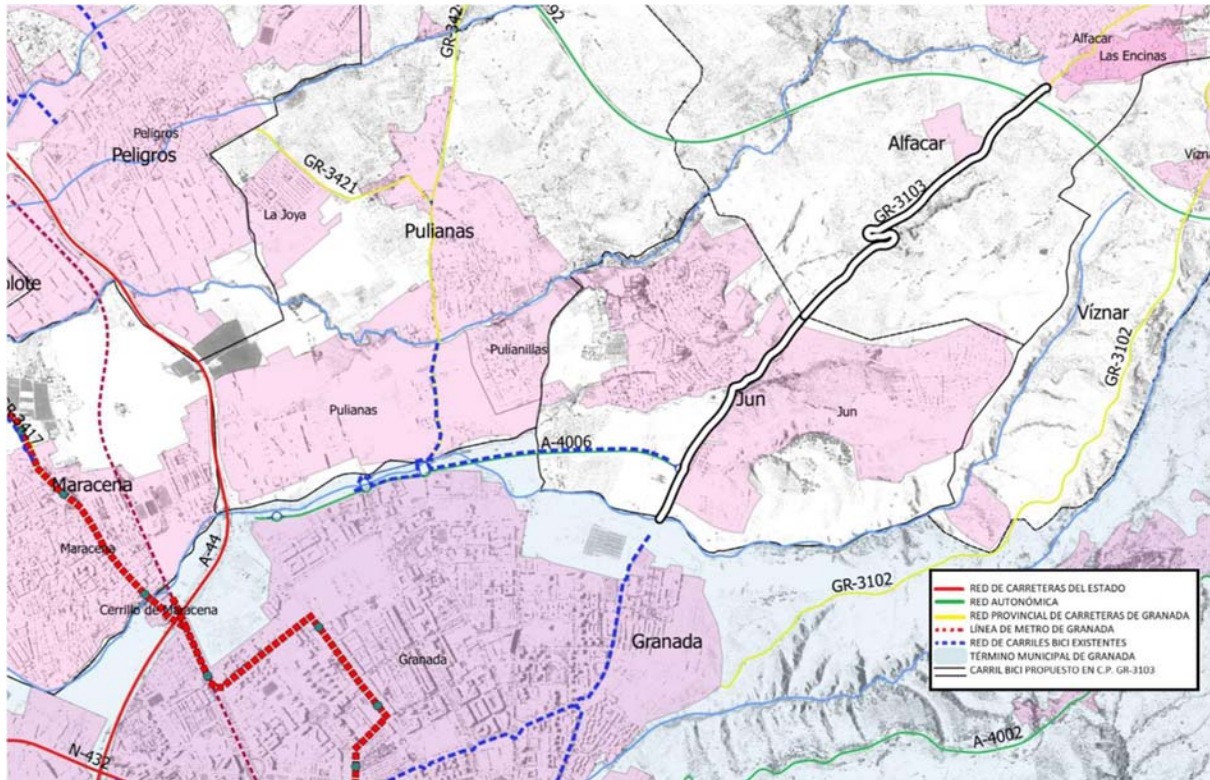 92
GR-342
Alfacar
Las Encinas
Peligros
Peligros
GR-3421
La Joya
Pulianas
Alfacar
GR-3103
Vízna
olote
Víznar
GR-3102
Pulianillas
Pulianas
Jun
Jun
A-4006
GR-3417
Maracena
Maracena
A-44
Cerrillo de Maracena
GR-3102
Granada
Granada
N-432
A-4002
RED DE CARRETERAS DEL ESTADO
RED AUTONÓMICA
RED PROVINCIAL DE CARRETERAS DE GRANADA
LÍNEA DE METRO DE GRANADA
RED DE CARRILES BICI EXISTENTES
TÉRMINO MUNICIPAL DE GRANADA
CARRIL BICI PROPUESTO EN C.P. GR-3103